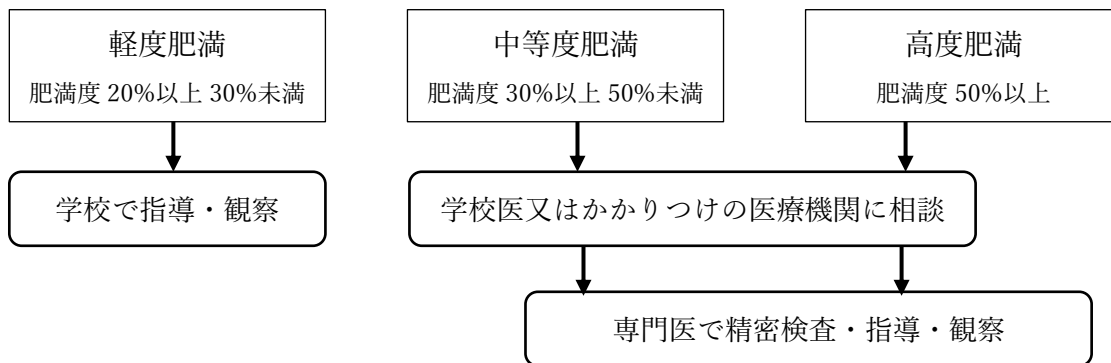 軽度肥満
肥満度 20%以上 30%未満
中等度肥満
肥満度 30%以上 50%未満
高度肥満
肥満度 50%以上
学校で指導・観察
学校医又はかかりつけの医療機関に相談
専門医で精密検査・指導・観察